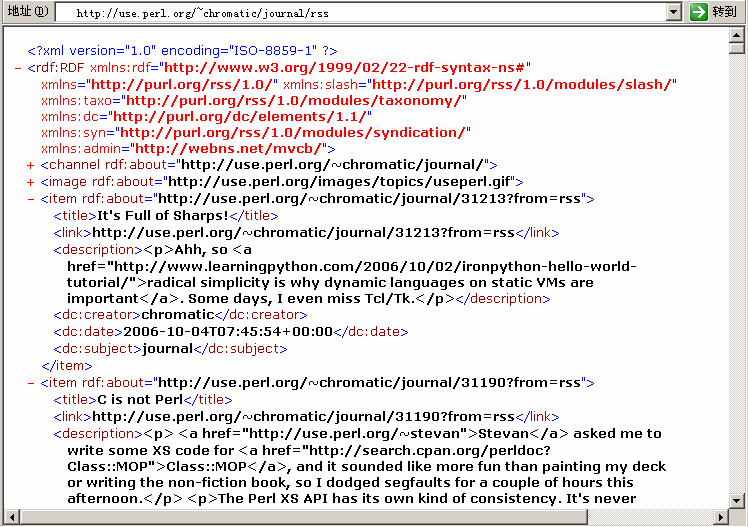 地址(D) http://use.perl.org/~chromatic/journal/rss 转到
<?xml version="1.0" encoding="ISO-8859-1" ?>
- <rdf:RDF xmlns:rdf="http://www.w3.org/1999/02/22-rdf-syntax-ns#"
xmlns="http://purl.org/rss/1.0/" xmlns:slash="http://purl.org/rss/1.0/modules/slash/"
xmlns:taxo="http://purl.org/rss/1.0/modules/taxonomy/"
xmlns:dc="http://purl.org/dc/elements/1.1/"
xmlns:syn="http://purl.org/rss/1.0/modules/syndication/"
xmlns:admin="http://webns.net/mvcb/">
+ <channel rdf:about="http://use.perl.org/~chromatic/journal/">
+ <image rdf:about="http://use.perl.org/images/topics/useperl.gif">
- <item rdf:about="http://use.perl.org/~chromatic/journal/31213?from=rss">
<title>It's Full of Sharps!</title>
<link>http://use.perl.org/~chromatic/journal/31213?from=rss</link>
<description><p>Ahh, so <a
href="http://www.learningpython.com/2006/10/02/ironpython-hello-world-
tutorial/">radical simplicity is why dynamic languages on static VMs are
important</a>. Some days, I even miss Tcl/Tk.</p></description>
<dc:creator>chromatic</dc:creator>
<dc:date>2006-10-04T07:45:54+00:00</dc:date>
<dc:subject>journal</dc:subject>
</item>
- <item rdf:about="http://use.perl.org/~chromatic/journal/31190?from=rss">
<title>C is not Perl</title>
<link>http://use.perl.org/~chromatic/journal/31190?from=rss</link>
<description><p> <a href="http://use.perl.org/~stevan">Stevan</a> asked me to
write some XS code for <a href="http://search.cpan.org/perldoc?
Class::MOP">Class::MOP</a>, and it sounded like more fun than painting my deck
or writing the non-fiction book, so I dodged segfaults for a couple of hours this
afternoon.</p> <p>The Perl XS API has its own kind of consistency. It's never